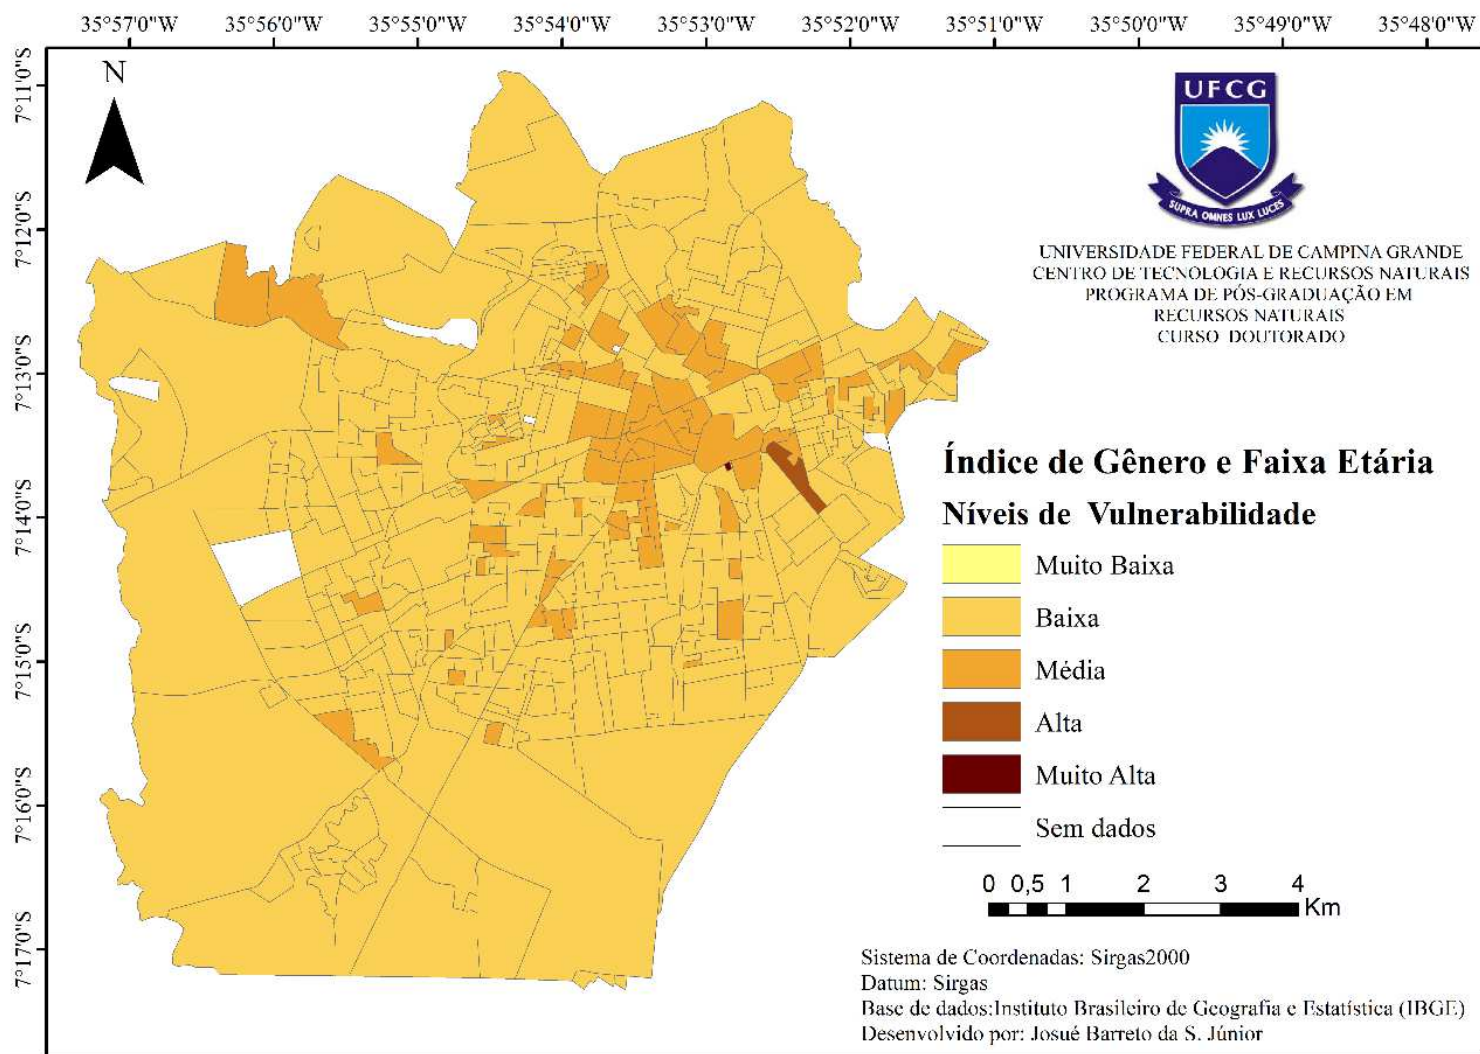 35°57'0"W 35°56'0"W 35°55'0"W 35°54'0"W 35°53'0"W 35°52'0"W 35°51'0"W 35°50'0"W 35°49'0"W 35°48'0"W
7°11'0"S
7°12'0"S
7°13'0"S
7°14'0"S
7°15'0"S
7°16'0"S
7°17'0"S
N
UFCG
SUPRA OMNES LUX LUCES
UNIVERSIDADE FEDERAL DE CAMPINA GRANDE
CENTRO DE TECNOLOGIA E RECURSOS NATURAIS
PROGRAMA DE PÓS-GRADUAÇÃO EM
RECURSOS NATURAIS
CURSO DOUTORADO
Índice de Gênero e Faixa Etária
Níveis de Vulnerabilidade
Muito Baixa
Baixa
Média
Alta
Muito Alta
Sem dados
0 0,5 1 2 3 4
Km
Sistema de Coordenadas: Sirgas2000
Datum: Sirgas
Base de dados:Instituto Brasileiro de Geografia e Estatística (IBGE)
Desenvolvido por: Josué Barreto da S. Júnior